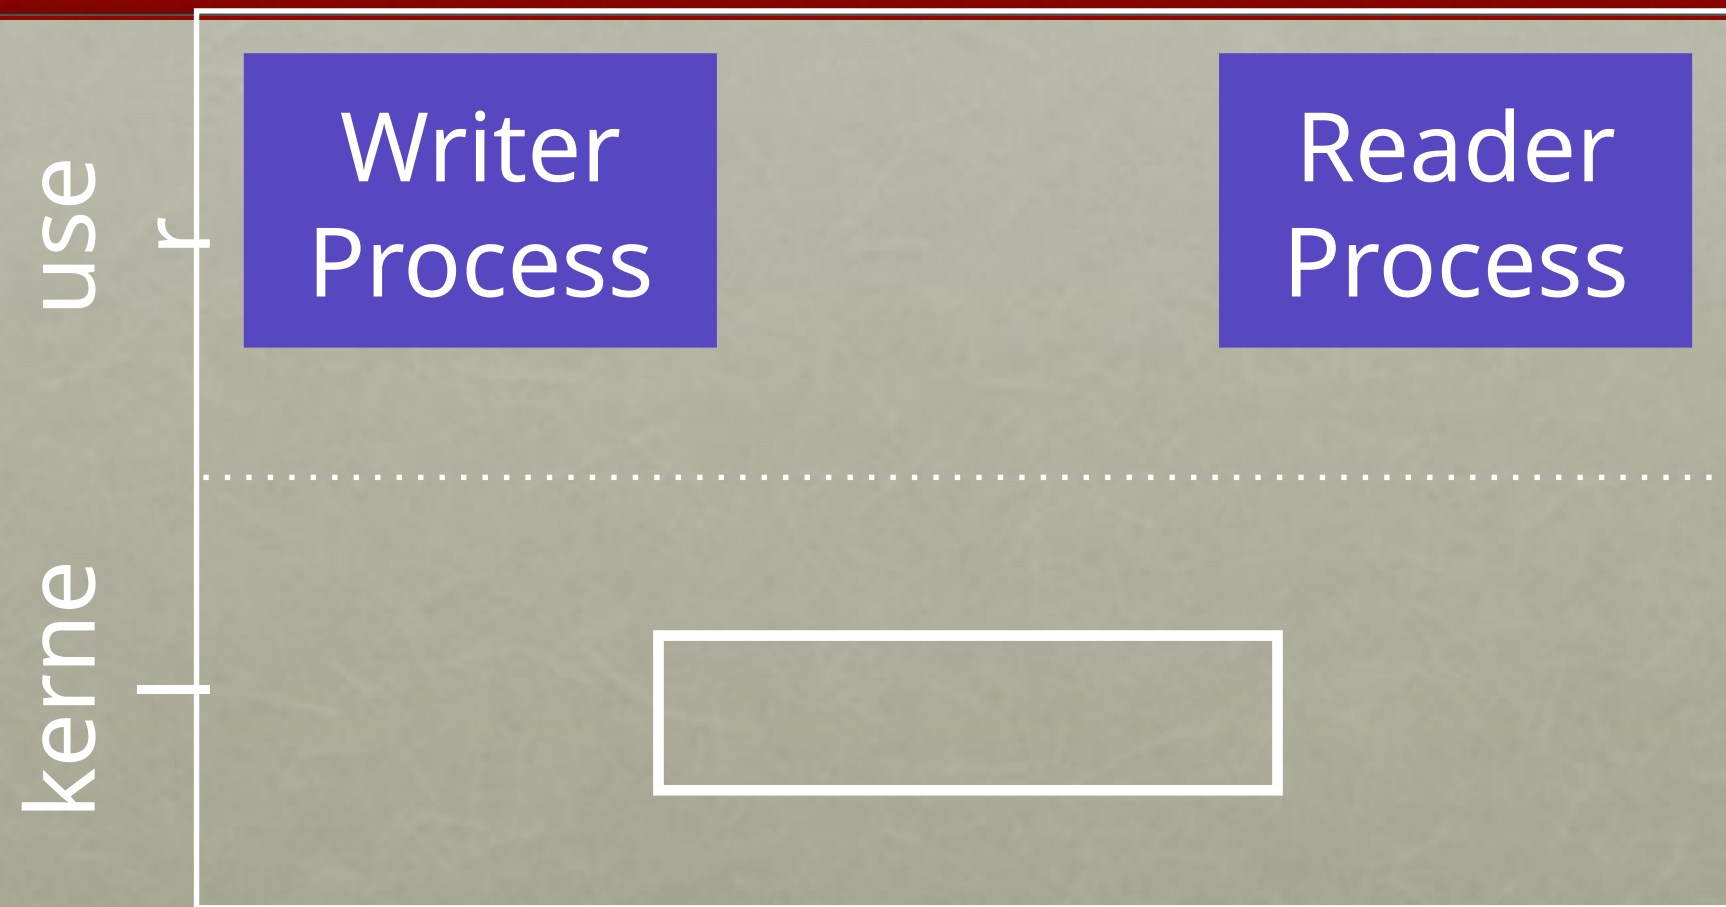 use
r
Writer
Process
Reader
Process
kerne
l